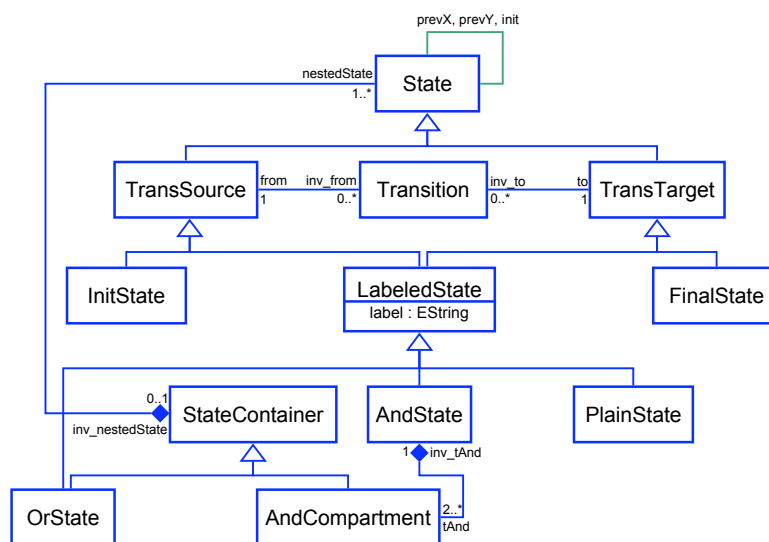 prevX, prevY, init
nestedState
State
1..*
TransSource
from
1
inv_from
0..*
Transition
inv_to
0..*
to
1
TransTarget
InitState
LabeledState
label : EString
FinalState
0..1
inv_nestedState
StateContainer
AndState
PlainState
1
inv_tAnd
OrState
AndCompartment
2..*
tAnd